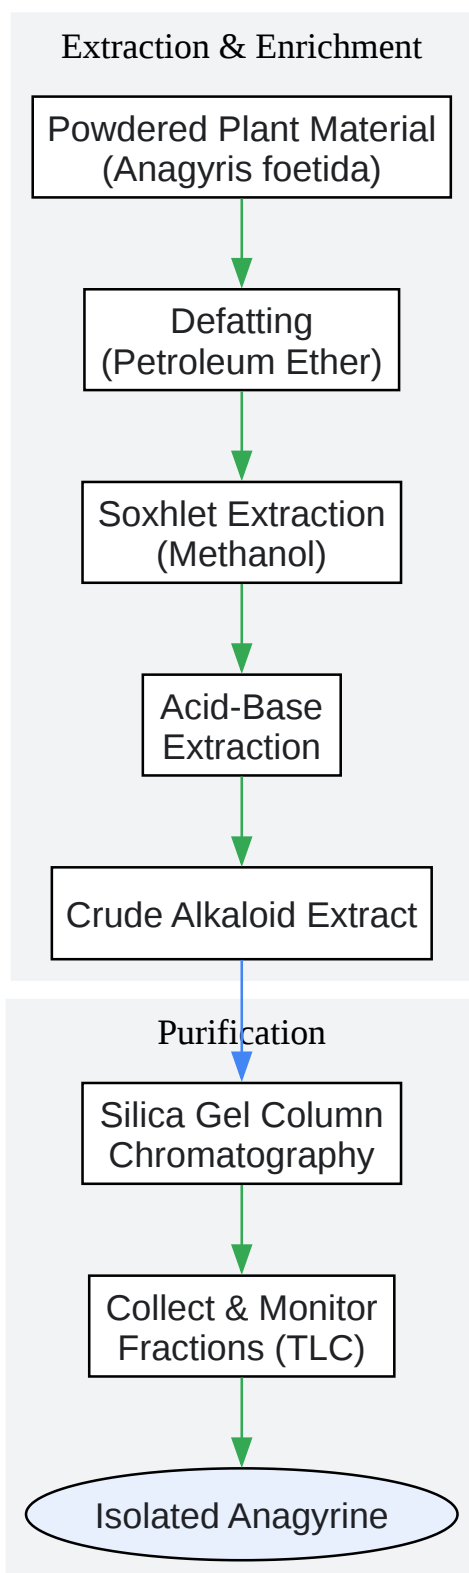 Extraction & Enrichment
Powdered Plant Material
(Anagyris foetida)
Defatting
(Petroleum Ether)
Soxhlet Extraction
(Methanol)
Acid-Base
Extraction
Crude Alkaloid Extract
Purification
Silica Gel Column
Chromatography
Collect & Monitor
Fractions (TLC)
Isolated Anagyrine